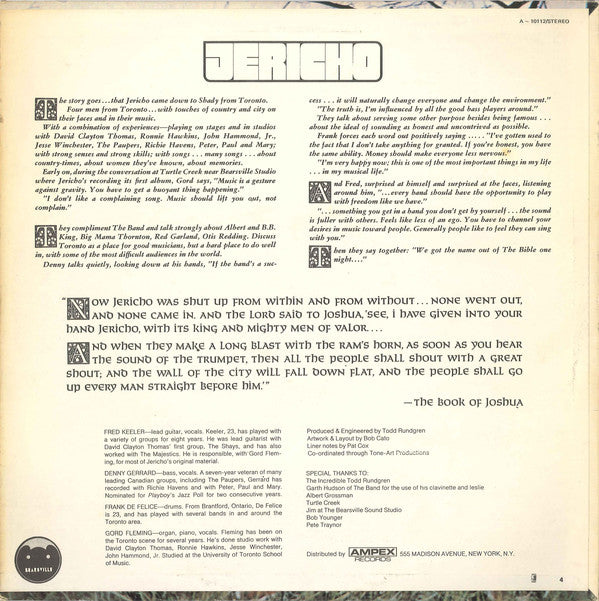 A – 10112/STEREO
JERICHO
The story goes...that Jericho came down to Shady from Toronto.
Four men from Toronto...with touches of country and city on
their faces and in their music.
With a combination of experiences—playing on stages and in studios
with David Clayton Thomas, Ronnie Hawkins, John Hammond, Jr.,
Jesse Winchester, The Paupers, Richie Havens, Peter, Paul and Mary;
with strong senses and strong skills; with songs . . . many songs . . . about
country-times, about women they've known, about memories.
Early on, during the conversation at Turtle Creek near Bearsville Studio
where Jericho's recording its first album, Gord says, "Music is a gesture
against gravity. You have to get a buoyant thing happening."
"I don't like a complaining song. Music should lift you out, not
complain."
They compliment The Band and talk strongly about Albert and B.B.
King, Big Mama Thornton, Red Garland, Otis Redding. Discuss
Toronto as a place for good musicians, but a hard place to do well
in, with some of the most difficult audiences in the world.
Denny talks quietly, looking down at his hands, "If the band's a suc-
cess . . . it will naturally change everyone and change the environment."
"The truth is, I'm influenced by all the good bass players around."
They talk about serving some other purpose besides being famous . . .
about the ideal of sounding as honest and uncontrived as possible.
Frank forces each word out positively saying ..... "I've gotten used to
the fact that I don't take anything for granted. If you're honest, you have
the same ability. Money should make everyone less nervous."
"I'm very happy now; this is one of the most important things in my life
. . . in my musical life."
And Fred, surprised at himself and surprised at the faces, listening
around him, "...every band should have the opportunity to play
with freedom like we have."
"...something you get in a band you don't get by yourself . . . the sound
is fuller with others. Feels like less of an ego. You have to channel your
desires in music toward people. Generally people like to feel they can sing
with you."
Then they say together: "We got the name out of The Bible one
night...."
"Now Jericho was shut up from within and from without... none went out,
and none came in. And the Lord said to Joshua, 'See, I have given into your
hand Jericho, with its king and mighty men of valor....
And when they make a long blast with the ram's horn, as soon as you hear
the sound of the trumpet, then all the people shall shout with a great
shout; and the wall of the city will fall down flat, and the people shall go
up every man straight before him.'"
—The Book of Joshua
FRED KEELER—lead guitar, vocals. Keeler, 23, has played with
a variety of groups for eight years. He was lead guitarist with
David Clayton Thomas' first group, The Shays, and has also
worked with The Majestics. He is responsible, with Gord Flem-
ing, for most of Jericho's original material.
DENNY GERRARD—bass, vocals. A seven-year veteran of many
leading Canadian groups, including The Paupers, Gerrard has
recorded with Richie Havens and with Peter, Paul and Mary.
Nominated for Playboy's Jazz Poll for two consecutive years.
FRANK DE FELICE—drums. From Brantford, Ontario, De Felice
is 23, and has played with several bands in and around the
Toronto area.
GORD FLEMING—organ, piano, vocals. Fleming has been on
the Toronto scene for seven years. He's done studio work with
David Clayton Thomas, Ronnie Hawkins, Jesse Winchester,
John Hammond, Jr. Studied at the University of Toronto School
of Music.
Produced & Engineered by Todd Rundgren
Artwork & Layout by Bob Cato
Liner notes by Pat Cox
Co-ordinated through Tone-Art Productions
SPECIAL THANKS TO:
The Incredible Todd Rundgren
Garth Hudson of The Band for the use of his clavinette and leslie
Albert Grossman
Turtle Creek
Jim at The Bearsville Sound Studio
Bob Younger
Pete Traynor
BEARSVILLE
Distributed by AMPEX RECORDS 555 MADISON AVENUE, NEW YORK, N.Y.
4